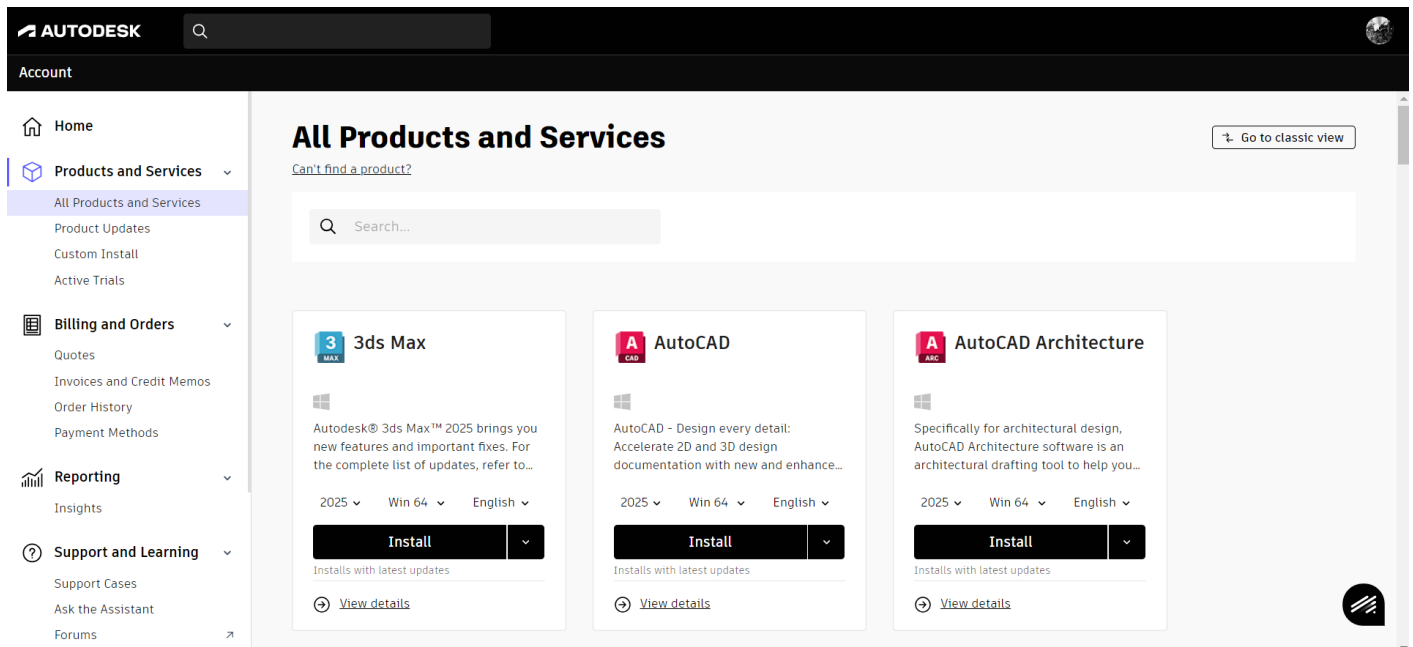 AUTODESK
Account
Home
Products and Services
All Products and Services
Product Updates
Custom Install
Active Trials
Billing and Orders
Quotes
Invoices and Credit Memos
Order History
Payment Methods
Reporting
Insights
Support and Learning
Support Cases
Ask the Assistant
Forums
All Products and Services
Go to classic view
Can't find a product?
Search...
3 MAX
3ds Max
Autodesk® 3ds Max™ 2025 brings you
new features and important fixes. For
the complete list of updates, refer to...
2025 Win 64 English
Install
Installs with latest updates
View details
A CAD
AutoCAD
AutoCAD - Design every detail:
Accelerate 2D and 3D design
documentation with new and enhance...
2025 Win 64 English
Install
Installs with latest updates
View details
A ARC
AutoCAD Architecture
Specifically for architectural design,
AutoCAD Architecture software is an
architectural drafting tool to help you...
2025 Win 64 English
Install
Installs with latest updates
View details